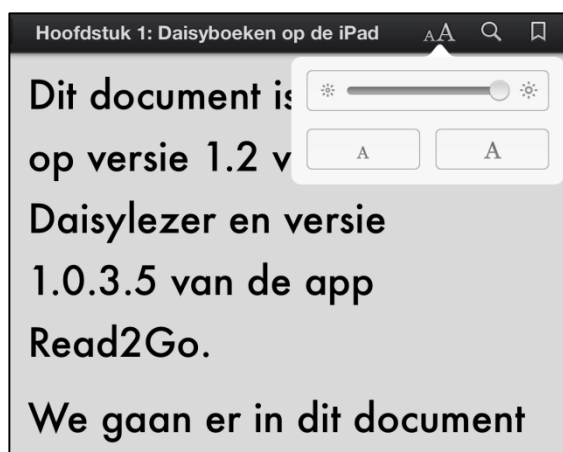 Hoofdstuk 1: Daisyboeken op de iPad AA
Dit document is
A A
op versie 1.2 v
Daisylezer en versie
1.0.3.5 van de app
Read2Go.
We gaan er in dit document